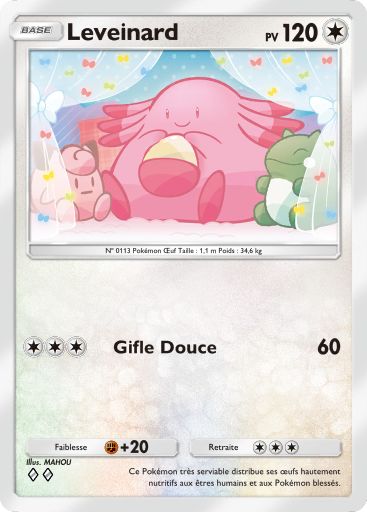 BASE
Leveinard
PV 120
N° 0113 Pokémon Œuf Taille : 1,1 m Poids : 34,6 kg
Gifle Douce 60
Faiblesse +20
Retraite
Illus. MAHOU
Ce Pokémon très serviable distribue ses œufs hautement
nutritifs aux êtres humains et aux Pokémon blessés.